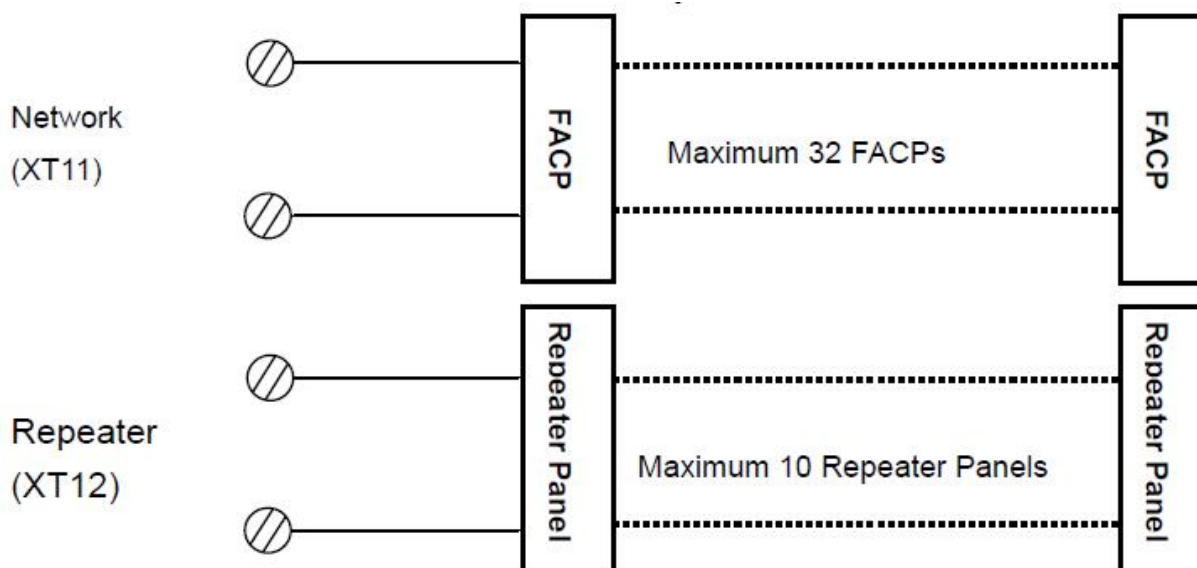 Network
(XT11)
FACP
Maximum 32 FACPs
FACP
Repeater
(XT12)
Repeater Panel
Maximum 10 Repeater Panels
Repeater Panel